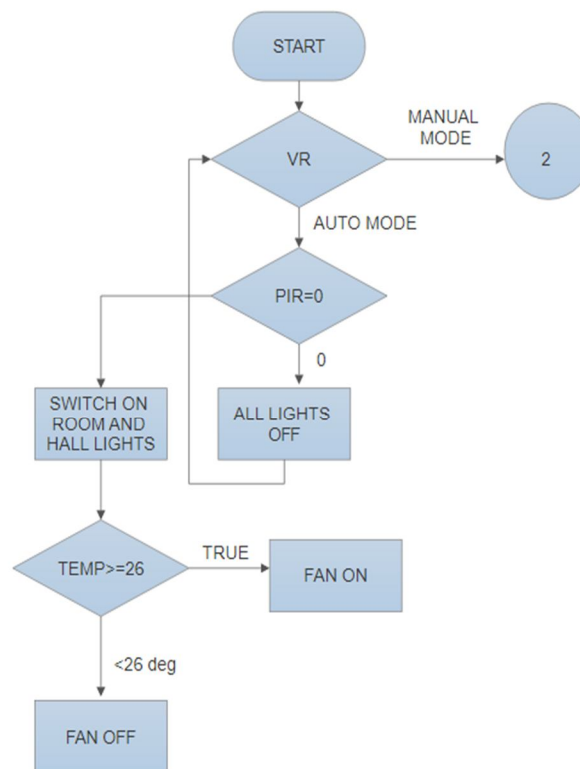 START
VR
MANUAL
MODE
2
AUTO MODE
PIR=0
0
SWITCH ON
ROOM AND
HALL LIGHTS
ALL LIGHTS
OFF
TEMP>=26
TRUE
FAN ON
<26 deg
FAN OFF